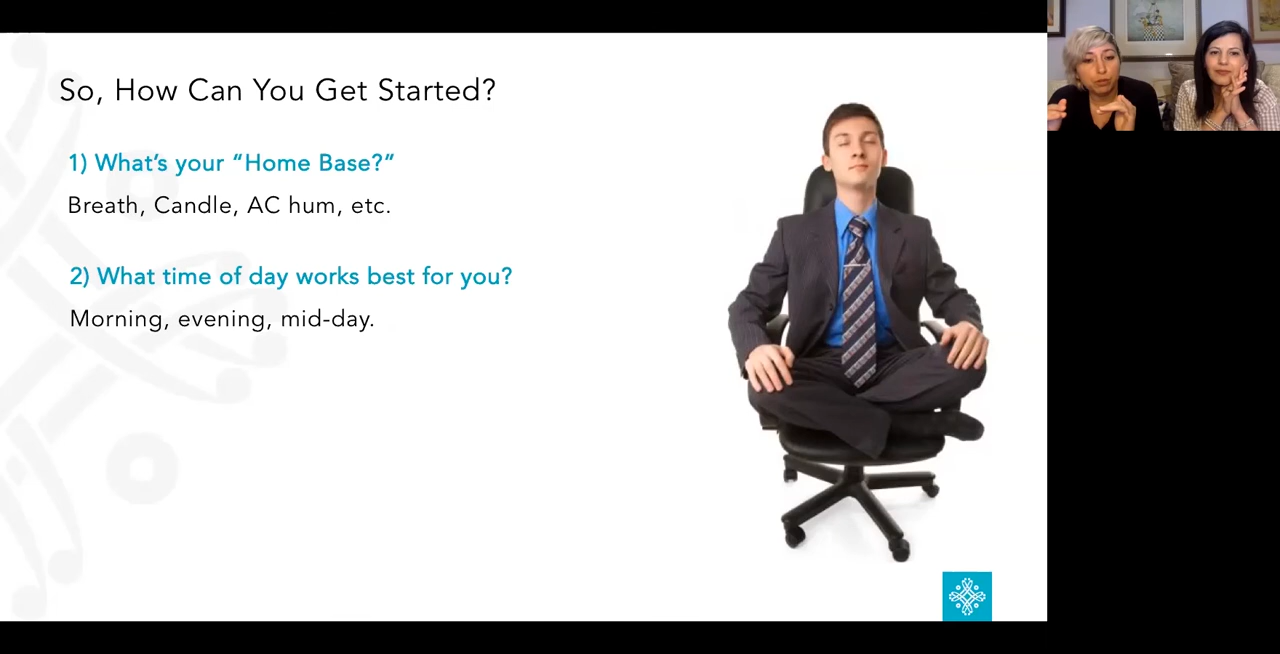 So, How Can You Get Started?
1) What's your “Home Base?”
Breath, Candle, AC hum, etc.
2) What time of day works best for you?
Morning, evening, mid-day.